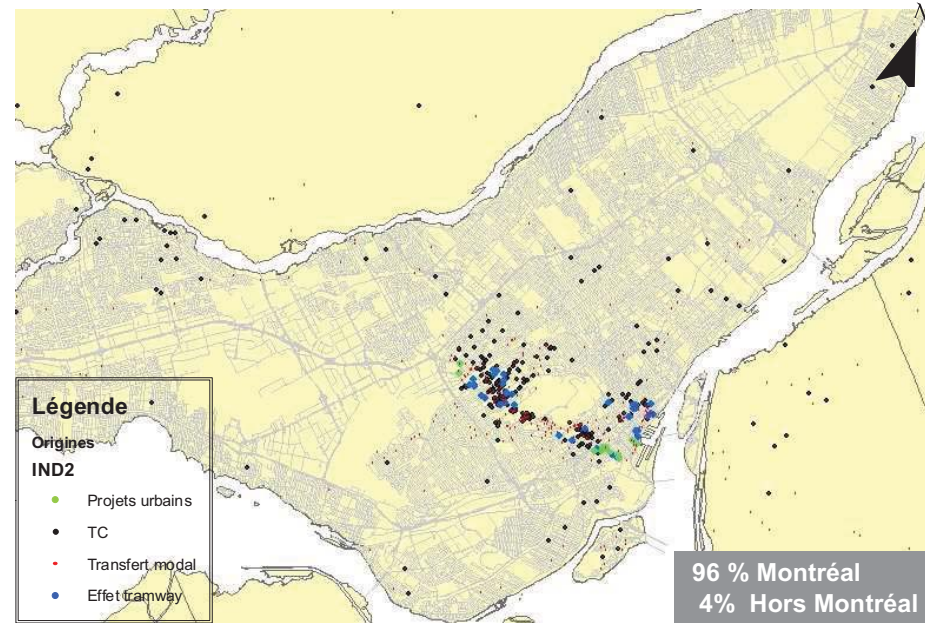 Légende
Origines
IND2
Projets urbains
TC
Transfert modal
Effet tramway
96 % Montréal
4% Hors Montréal